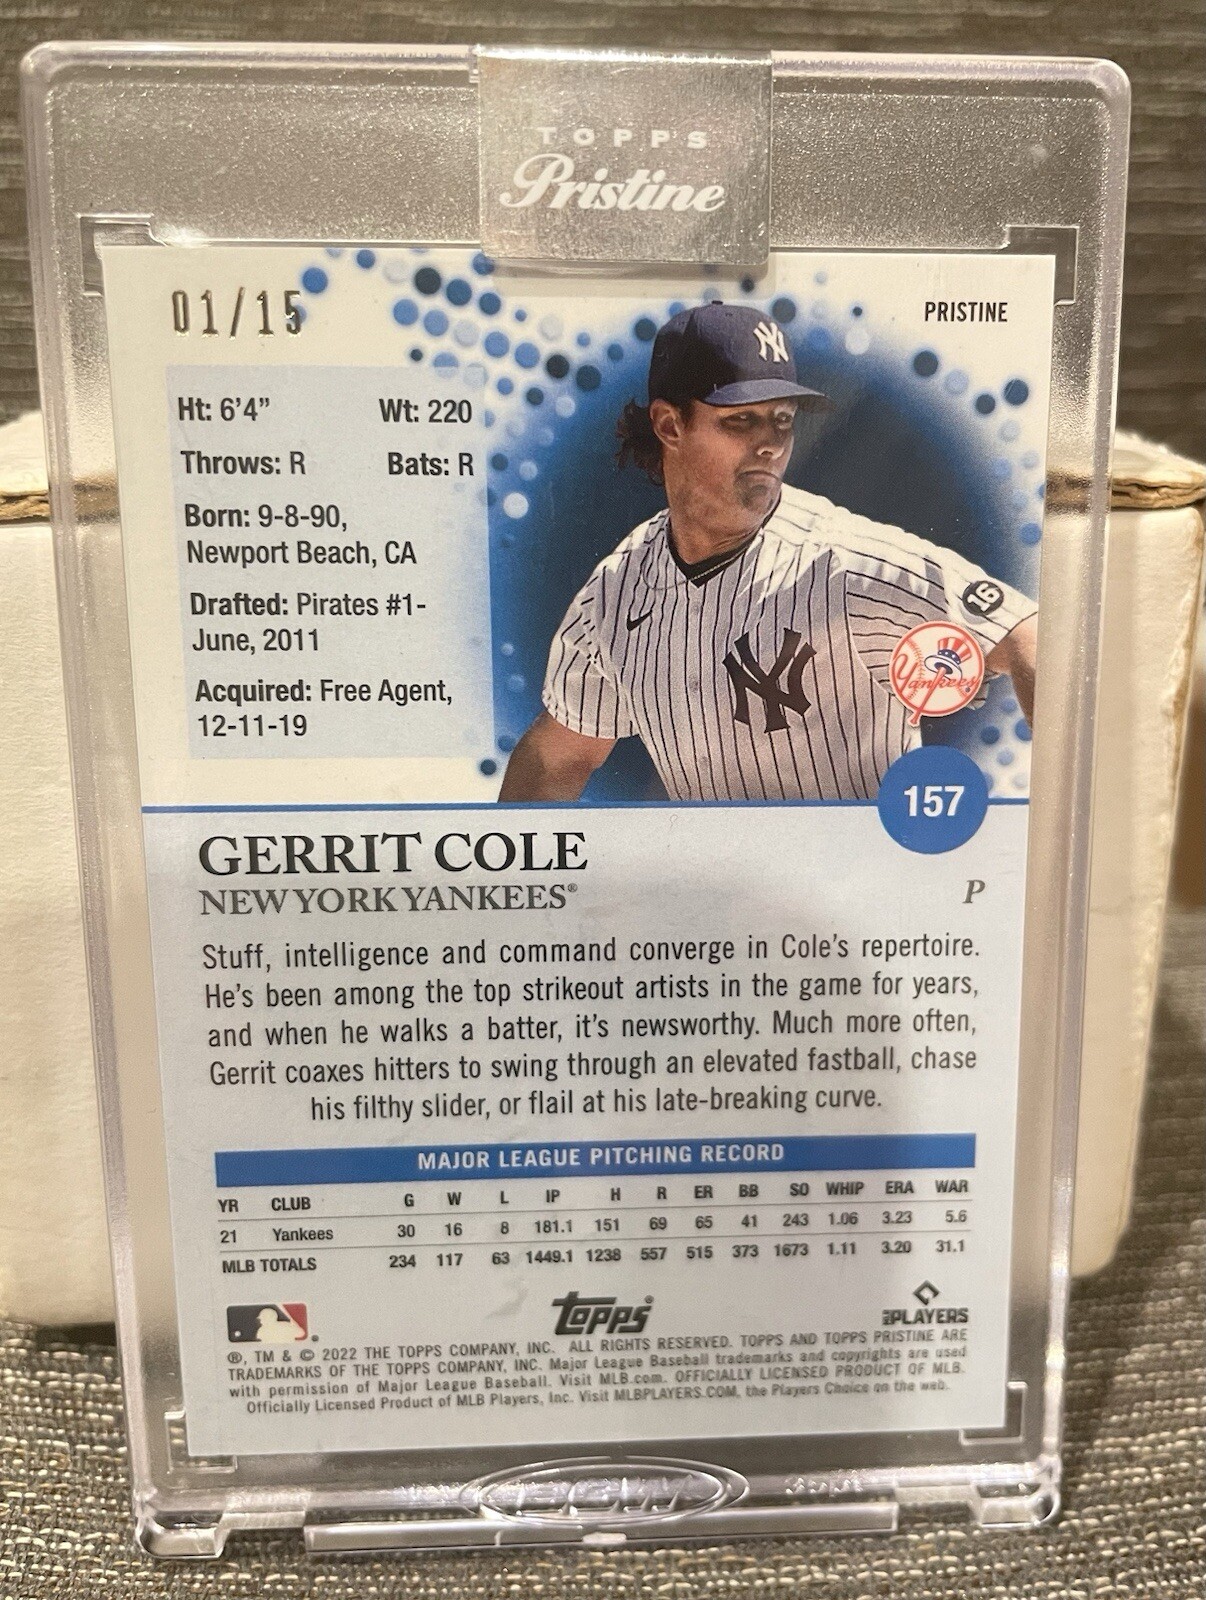 TOPPS
Pristine
01/15
PRISTINE
Ht: 6'4" Wt: 220
Throws: R Bats: R
Born: 9-8-90,
Newport Beach, CA
Drafted: Pirates #1-
June, 2011
Acquired: Free Agent,
12-11-19
NY
16
NY
Yankees
157
GERRIT COLE
NEW YORK YANKEES®
P
Stuff, intelligence and command converge in Cole's repertoire.
He's been among the top strikeout artists in the game for years,
and when he walks a batter, it's newsworthy. Much more often,
Gerrit coaxes hitters to swing through an elevated fastball, chase
his filthy slider, or flail at his late-breaking curve.
MAJOR LEAGUE PITCHING RECORD
YR CLUB G W L IP H R ER BB SO WHIP ERA WAR
21 Yankees 30 16 8 181.1 151 69 65 41 243 1.06 3.23 5.6
MLB TOTALS 234 117 63 1449.1 1238 557 515 373 1673 1.11 3.20 31.1
topps®
MLB PLAYERS
®, TM & © 2022 THE TOPPS COMPANY, INC. ALL RIGHTS RESERVED. TOPPS AND TOPPS PRISTINE ARE
TRADEMARKS OF THE TOPPS COMPANY, INC. Major League Baseball trademarks and copyrights are used
with permission of Major League Baseball. Visit MLB.com. OFFICIALLY LICENSED PRODUCT OF MLB.
Officially Licensed Product of MLB Players, Inc. Visit MLBPLAYERS.COM, the Players Choice on the web.